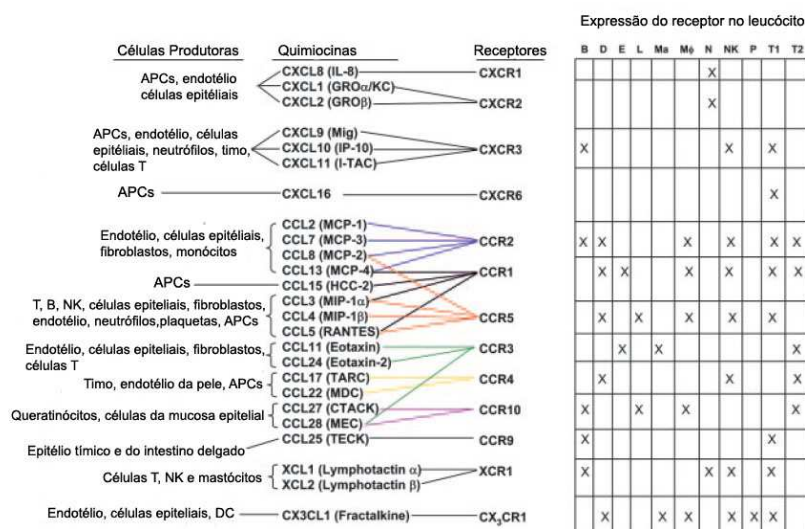 Expressão do receptor no leucócito
Células Produtoras Quimiocinas Receptores
B D E L Ma Mϕ N NK P T1 T2
APCs, endotélio
células epitéliais
CXCL8 (IL-8) CXCR1 X
CXCL1 (GROα/KC)
CXCL2 (GROβ) CXCR2 X
APCs, endotélio, células
epitéliais, neutrófilos, timo,
células T
CXCL9 (Mig)
CXCL10 (IP-10) CXCR3 X X X
CXCL11 (I-TAC)
APCs CXCL16 CXCR6 X
Endotélio, células epitéliais,
fibroblastos, monócitos
CCL2 (MCP-1)
CCL7 (MCP-3) CCR2 X X X X X X
CCL8 (MCP-2)
CCL13 (MCP-4) CCR1 X X X X X X
APCs CCL15 (HCC-2)
T, B, NK, células epiteliais, fibroblastos,
endotélio, neutrófilos,plaquetas, APCs
CCL3 (MIP-1α)
CCL4 (MIP-1β) CCR5 X X X X X
CCL5 (RANTES)
Endotélio, células epiteliais, fibroblastos,
células T
CCL11 (Eotaxin) CCR3 X X X
CCL24 (Eotaxin-2)
Timo, endotélio da pele, APCs
CCL17 (TARC) CCR4 X X X
CCL22 (MDC)
Queratinócitos, células da mucosa epitelial
CCL27 (CTACK) CCR10 X X X X
CCL28 (MEC)
Epitélio tímico e do intestino delgado
CCL25 (TECK) CCR9 X X
Células T, NK e mastócitos
XCL1 (Lymphotactin α) XCR1 X X X X
XCL2 (Lymphotactin β)
Endotélio, células epiteliais, DC CX3CL1 (Fractalkine) CX3CR1 X X X X X X